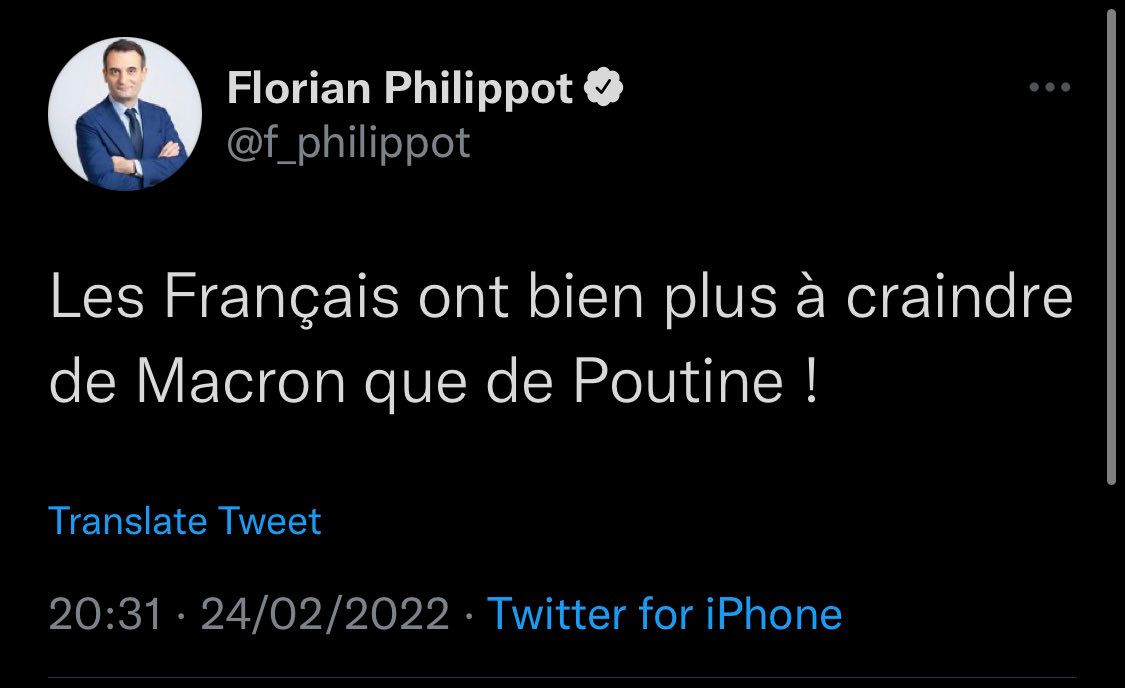 Florian Philippot
@f_philippot
Les Français ont bien plus à craindre
de Macron que de Poutine !
Translate Tweet
20:31 · 24/02/2022 · Twitter for iPhone